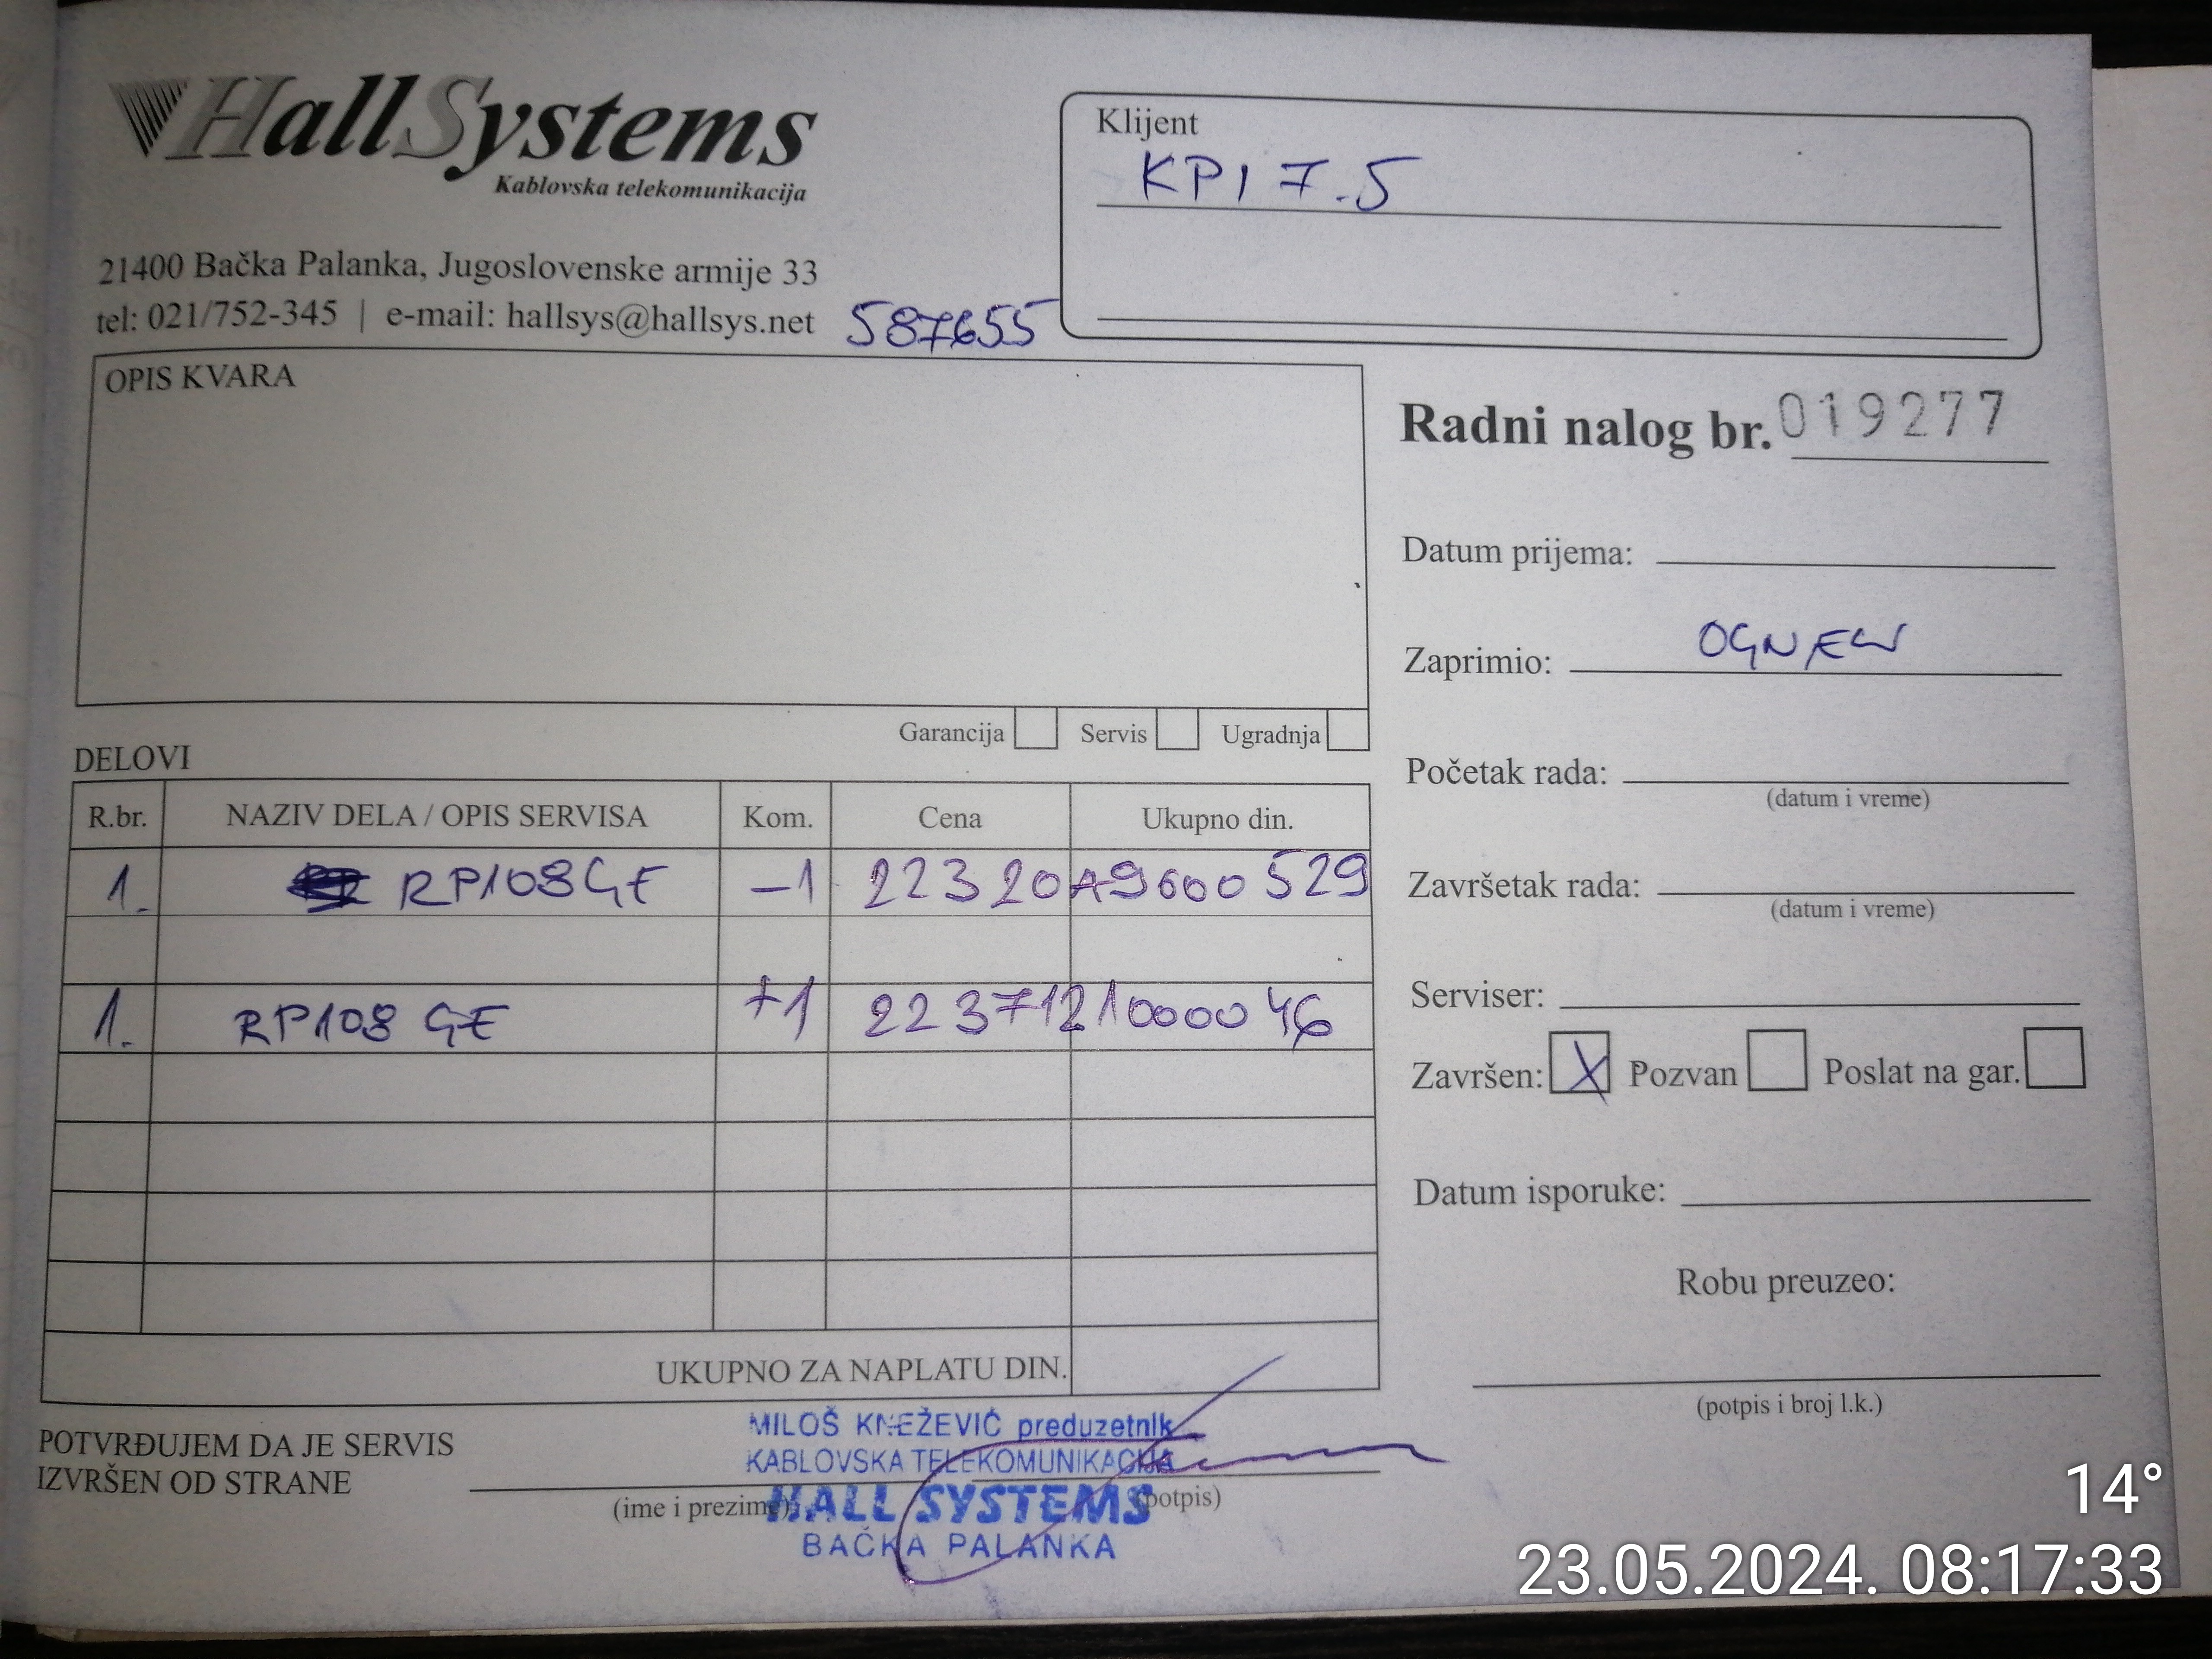 HallSystems
Kablovska telekomunikacija
21400 Bačka Palanka, Jugoslovenske armije 33
tel: 021/752-345 | e-mail: hallsys@hallsys.net
587655
Klijent
KPI 7.5
OPIS KVARA
Garancija Servis Ugradnja
Radni nalog br. 019277
Datum prijema:
Zaprimio:
Početak rada:
(datum i vreme)
Završetak rada:
(datum i vreme)
Serviser:
Završen: X Pozvan Poslat na gar.
Datum isporuke:
Robu preuzeo:
(potpis i broj l.k.)
DELOVI
R.br. NAZIV DELA / OPIS SERVISA Kom. Cena Ukupno din.
1. RP108GE -1 22320A9600529
1. RP108 GE +1 2237121000046
UKUPNO ZA NAPLATU DIN.
POTVRĐUJEM DA JE SERVIS
IZVRŠEN OD STRANE
(ime i prezime) (potpis)
MILOŠ KNEŽEVIĆ preduzetnik
KABLOVSKA TELEKOMUNIKACIJA
HALL SYSTEMS
BAČKA PALANKA
14°
23.05.2024. 08:17:33